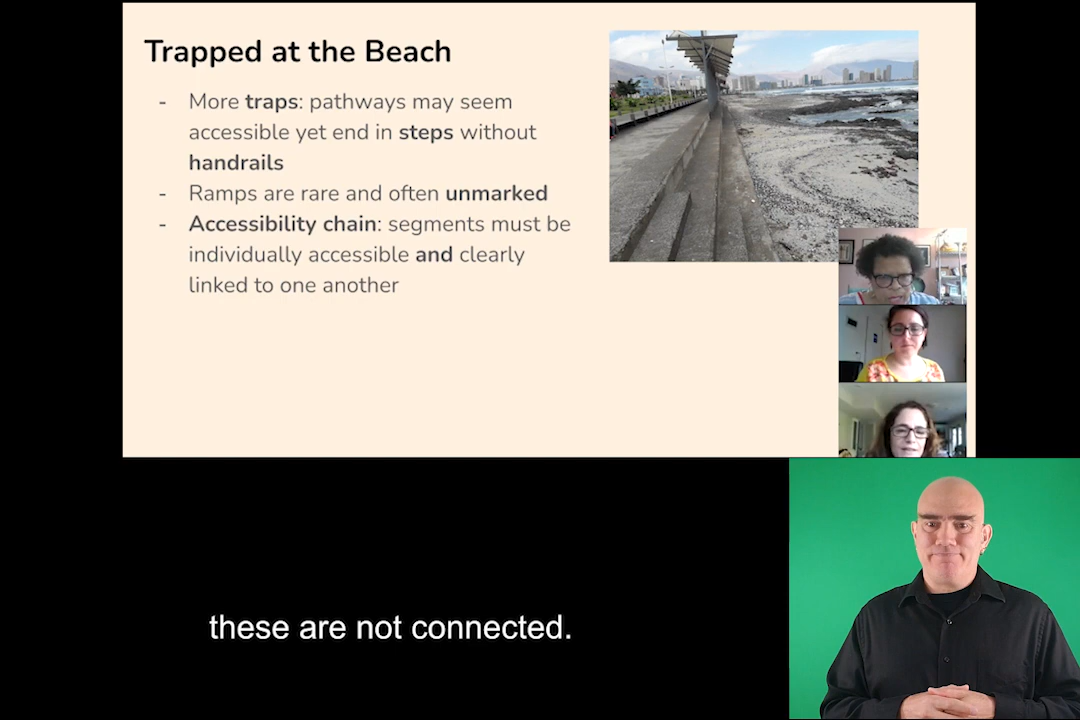 Trapped at the Beach
- More traps: pathways may seem
accessible yet end in steps without
handrails
- Ramps are rare and often unmarked
- Accessibility chain: segments must be
individually accessible and clearly
linked to one another
these are not connected.